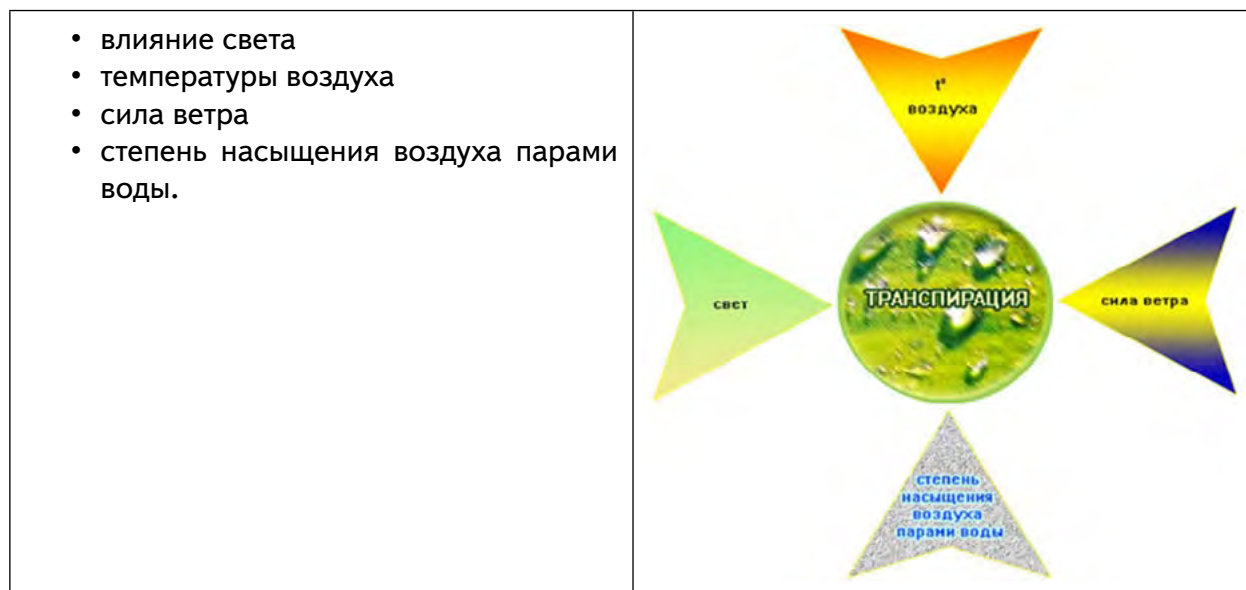 • влияние света
• температуры воздуха
• сила ветра
• степень насыщения воздуха парами
воды.
t°
воздуха
свет
ТРАНСПИРАЦИЯ
сила ветра
степень
насыщения
воздуха
парами воды